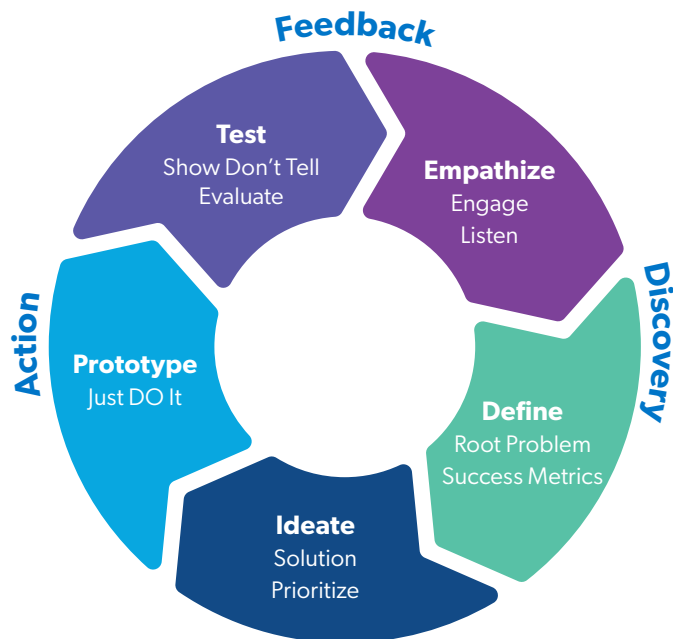 Feedback
Test
Show Don’t Tell
Evaluate
Empathize
Engage
Listen
Discovery
Define
Root Problem
Success Metrics
Ideate
Solution
Prioritize
Action
Prototype
Just DO It